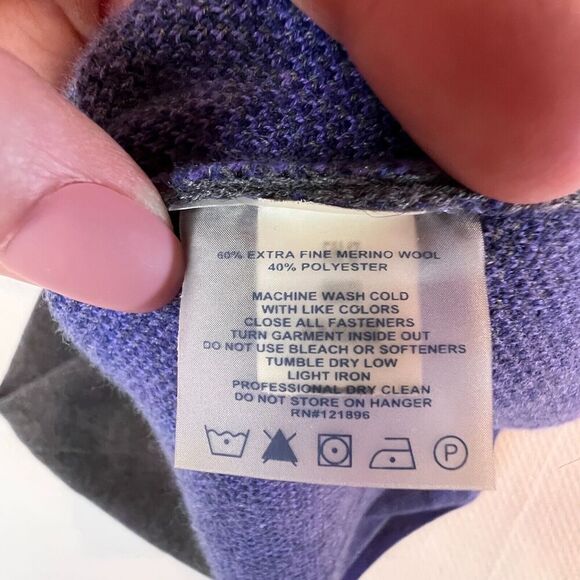 60% EXTRA FINE MERINO WOOL
40% POLYESTER
MACHINE WASH COLD
WITH LIKE COLORS
CLOSE ALL FASTENERS
TURN GARMENT INSIDE OUT
DO NOT USE BLEACH OR SOFTENERS
TUMBLE DRY LOW
LIGHT IRON
PROFESSIONAL DRY CLEAN
DO NOT STORE ON HANGER
RN#121896
P